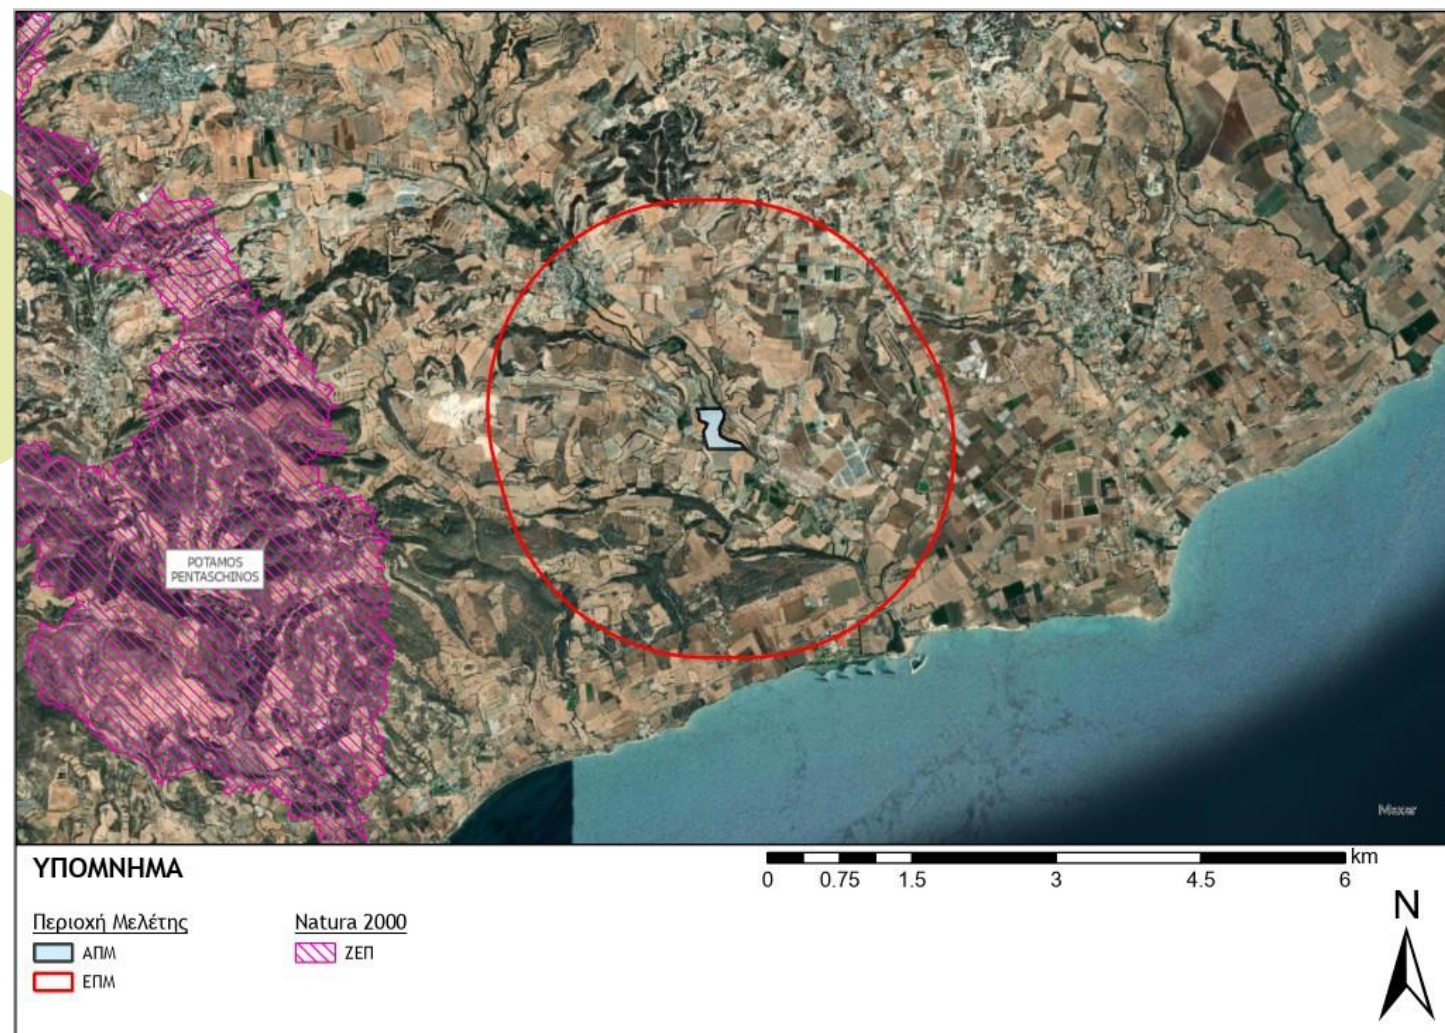 POTAMOS
PENTASCHINOS
Maxar
ΥΠΟΜΝΗΜΑ
km
0 0.75 1.5 3 4.5 6
N
Περιοχή Μελέτης
ΑΠΜ
ΕΠΜ
Natura 2000
ΖΕΠ